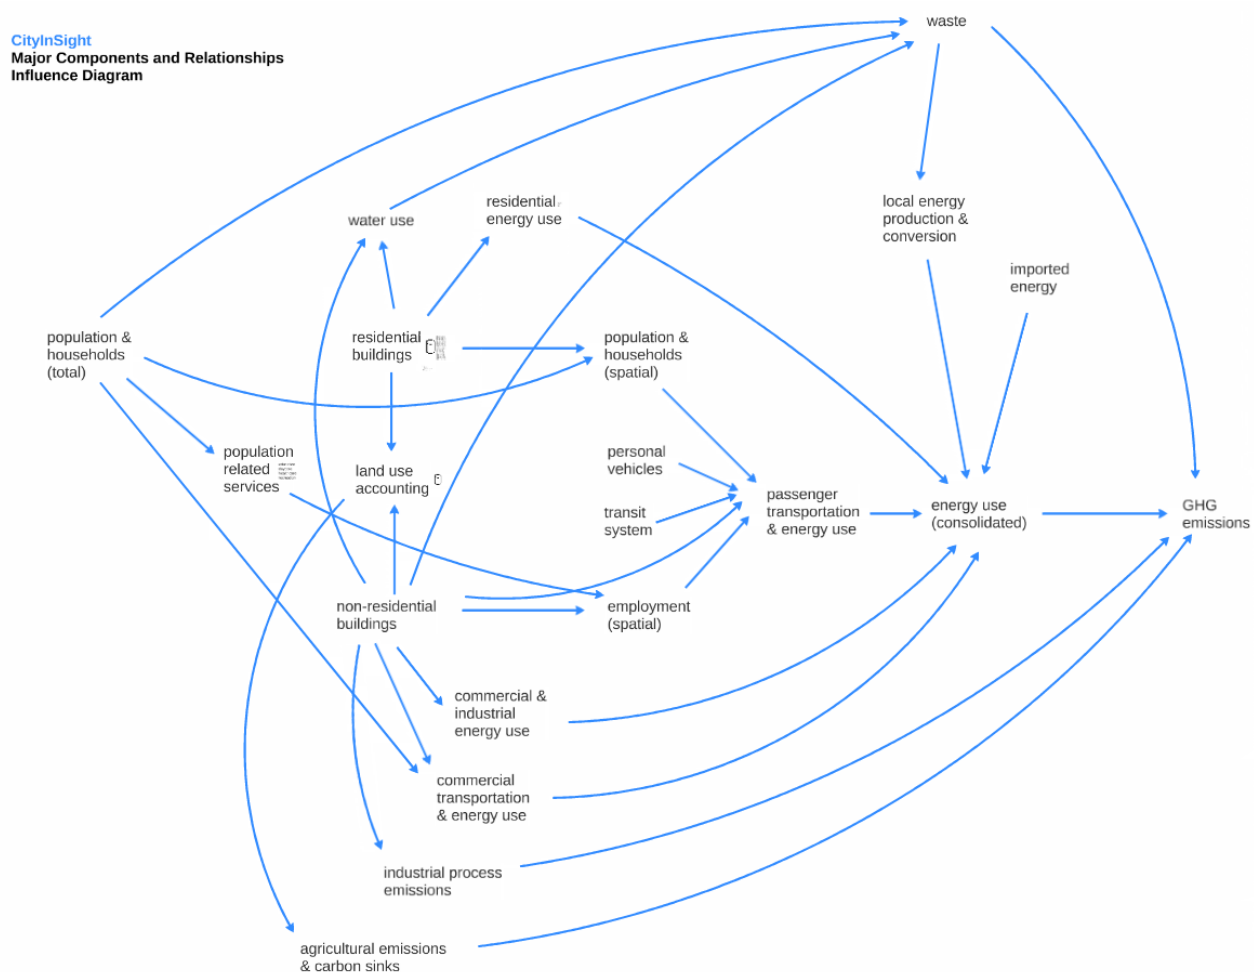 CityInSight
Major Components and Relationships
Influence Diagram
waste
residential
energy use
water use
local energy
production &
conversion
imported
energy
population &
households
(total)
residential
buildings
population &
households
(spatial)
population
related
services
land use
accounting
personal
vehicles
transit
system
passenger
transportation
& energy use
energy use
(consolidated)
GHG
emissions
non-residential
buildings
employment
(spatial)
commercial &
industrial
energy use
commercial
transportation
& energy use
industrial process
emissions
agricultural emissions
& carbon sinks